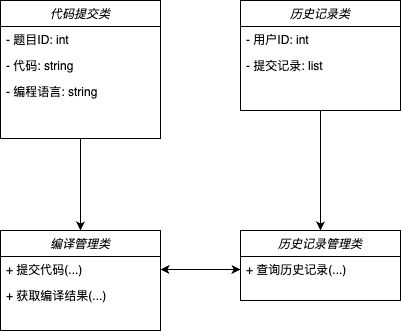 代码提交类
- 题目ID: int
- 代码: string
- 编程语言: string
历史记录类
- 用户ID: int
- 提交记录: list
编译管理类
+ 提交代码(...)
+ 获取编译结果(...)
历史记录管理类
+ 查询历史记录(...)